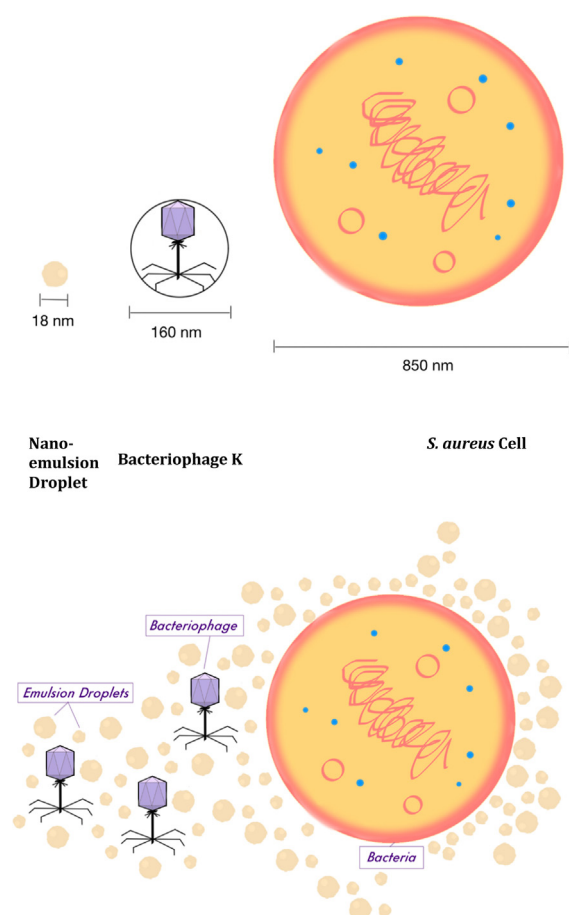 18 nm
160 nm
850 nm
Nano-
emulsion
Droplet
Bacteriophage K
S. aureus Cell
Bacteriophage
Emulsion Droplets
Bacteria